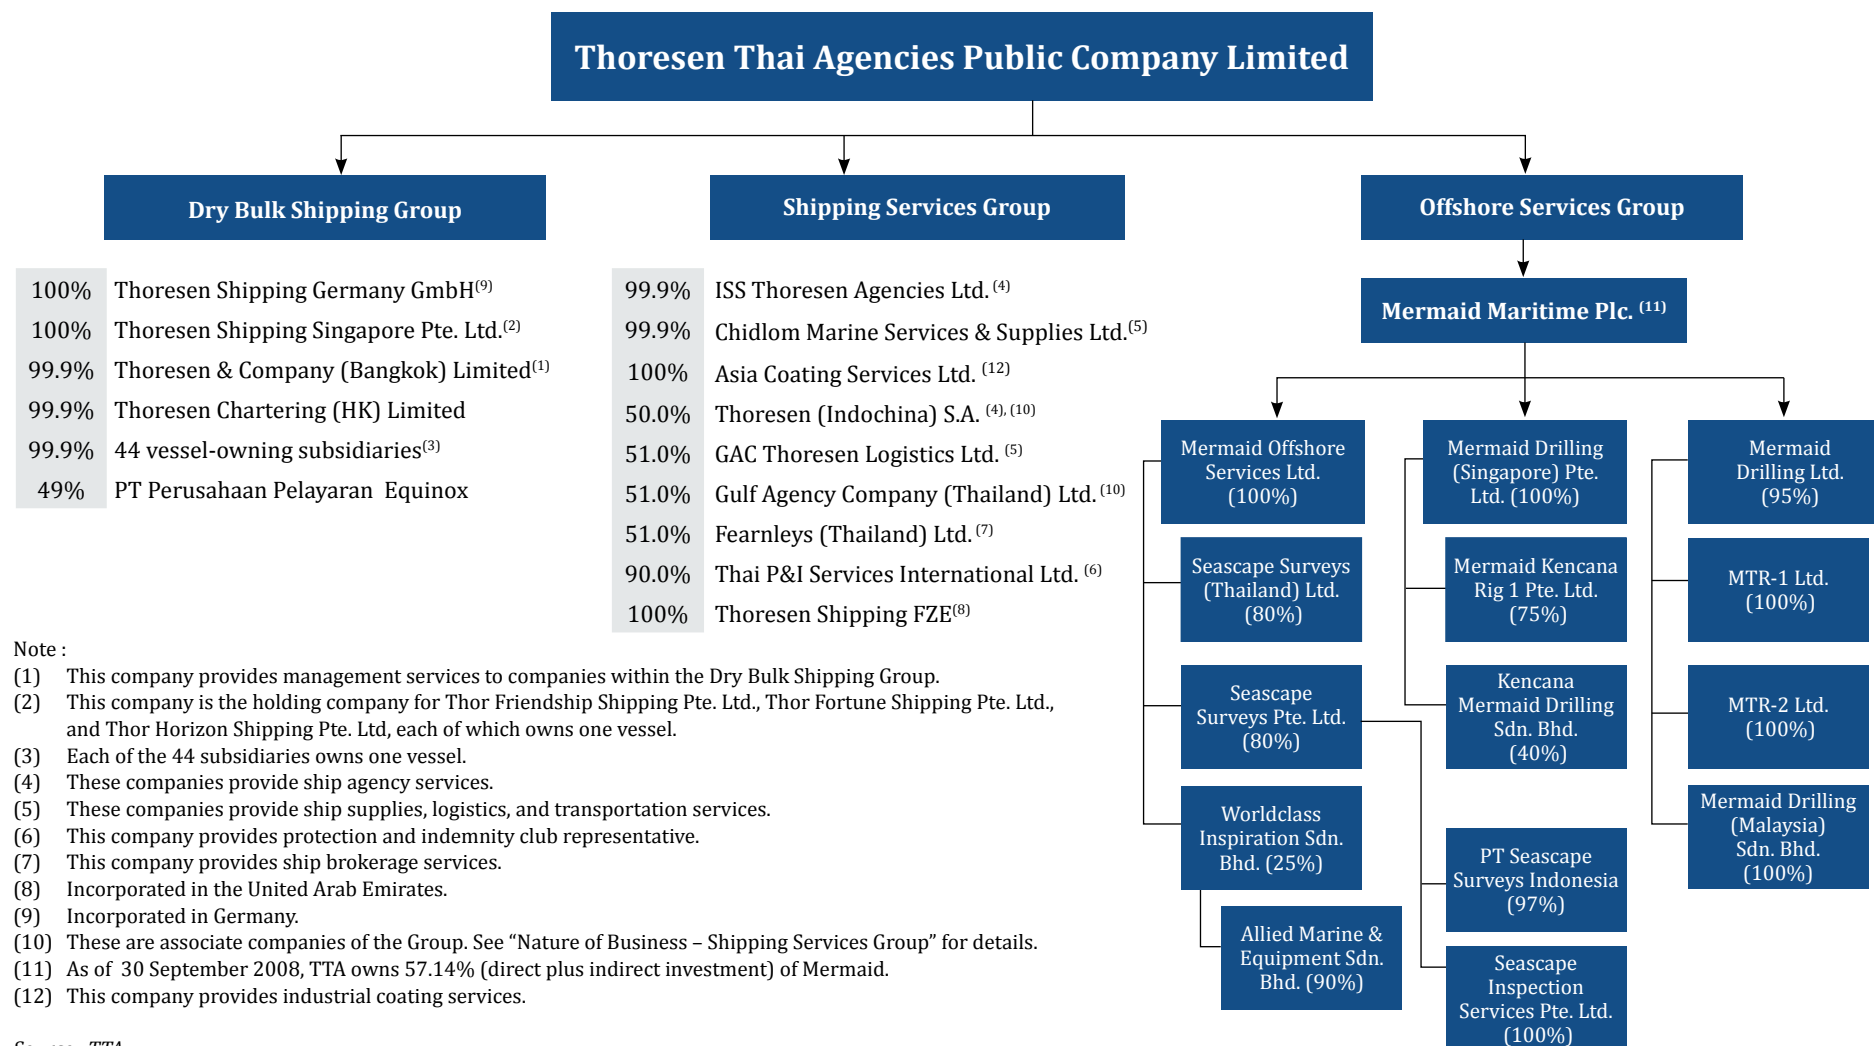 Thoresen Thai Agencies Public Company Limited
Dry Bulk Shipping Group
100% Thoresen Shipping Germany GmbH(9)
100% Thoresen Shipping Singapore Pte. Ltd.(2)
99.9% Thoresen & Company (Bangkok) Limited(1)
99.9% Thoresen Chartering (HK) Limited
99.9% 44 vessel-owning subsidiaries(3)
49% PT Perusahaan Pelayaran Equinox
Shipping Services Group
99.9% ISS Thoresen Agencies Ltd. (4)
99.9% Chidlom Marine Services & Supplies Ltd.(5)
100% Asia Coating Services Ltd. (12)
50.0% Thoresen (Indochina) S.A. (4), (10)
51.0% GAC Thoresen Logistics Ltd. (5)
51.0% Gulf Agency Company (Thailand) Ltd. (10)
51.0% Fearnleys (Thailand) Ltd. (7)
90.0% Thai P&I Services International Ltd. (6)
100% Thoresen Shipping FZE(8)
Offshore Services Group
Mermaid Maritime Plc. (11)
Mermaid Offshore
Services Ltd.
(100%)
Seascape Surveys
(Thailand) Ltd.
(80%)
Seascape
Surveys Pte. Ltd.
(80%)
Worldclass
Inspiration Sdn.
Bhd. (25%)
Allied Marine &
Equipment Sdn.
Bhd. (90%)
Mermaid Drilling
(Singapore) Pte.
Ltd. (100%)
Mermaid Kencana
Rig 1 Pte. Ltd.
(75%)
Kencana
Mermaid Drilling
Sdn. Bhd.
(40%)
PT Seascape
Surveys Indonesia
(97%)
Seascape
Inspection
Services Pte. Ltd.
(100%)
Mermaid
Drilling Ltd.
(95%)
MTR-1 Ltd.
(100%)
MTR-2 Ltd.
(100%)
Mermaid Drilling
(Malaysia)
Sdn. Bhd.
(100%)
Note :
(1) This company provides management services to companies within the Dry Bulk Shipping Group.
(2) This company is the holding company for Thor Friendship Shipping Pte. Ltd., Thor Fortune Shipping Pte. Ltd.,
and Thor Horizon Shipping Pte. Ltd, each of which owns one vessel.
(3) Each of the 44 subsidiaries owns one vessel.
(4) These companies provide ship agency services.
(5) These companies provide ship supplies, logistics, and transportation services.
(6) This company provides protection and indemnity club representative.
(7) This company provides ship brokerage services.
(8) Incorporated in the United Arab Emirates.
(9) Incorporated in Germany.
(10) These are associate companies of the Group. See “Nature of Business – Shipping Services Group” for details.
(11) As of 30 September 2008, TTA owns 57.14% (direct plus indirect investment) of Mermaid.
(12) This company provides industrial coating services.